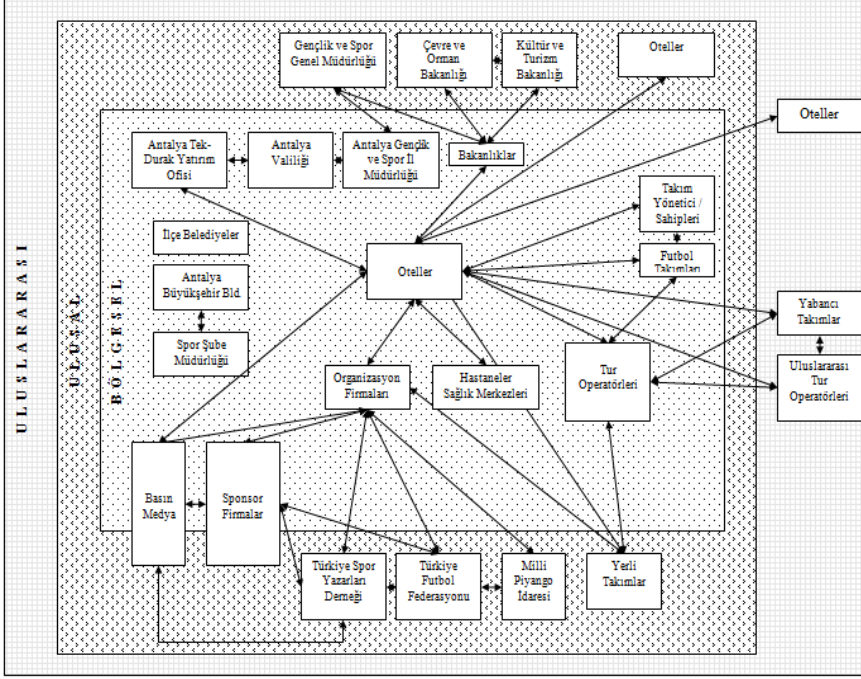 Gençlik ve Spor
Genel Müdürlüğü
Çevre ve
Orman
Bakanlığı
Kültür ve
Turizm
Bakanlığı
Oteller
Oteller
Antalya Tek-
Durak Yatırım
Ofisi
Antalya
Valiliği
Antalya Gençlik
ve Spor İl
Müdürlüğü
Bakanlıklar
Takım
Yönetici /
Sahipleri
İlçe Belediyeler
Oteller
Futbol
Takımları
Antalya
Büyükşehir Bld.
Yabancı
Takımlar
Spor Şube
Müdürlüğü
Organizasyon
Firmaları
Hastaneler
Sağlık Merkezleri
Tur
Operatörleri
Uluslararası
Tur
Operatörleri
ULUSLARARASI
ULUSAL
BÖLGESEL
Basın
Medya
Sponsor
Firmalar
Türkiye Spor
Yazarları
Derneği
Türkiye
Futbol
Federasyonu
Milli
Piyango
İdaresi
Yerli
Takımlar